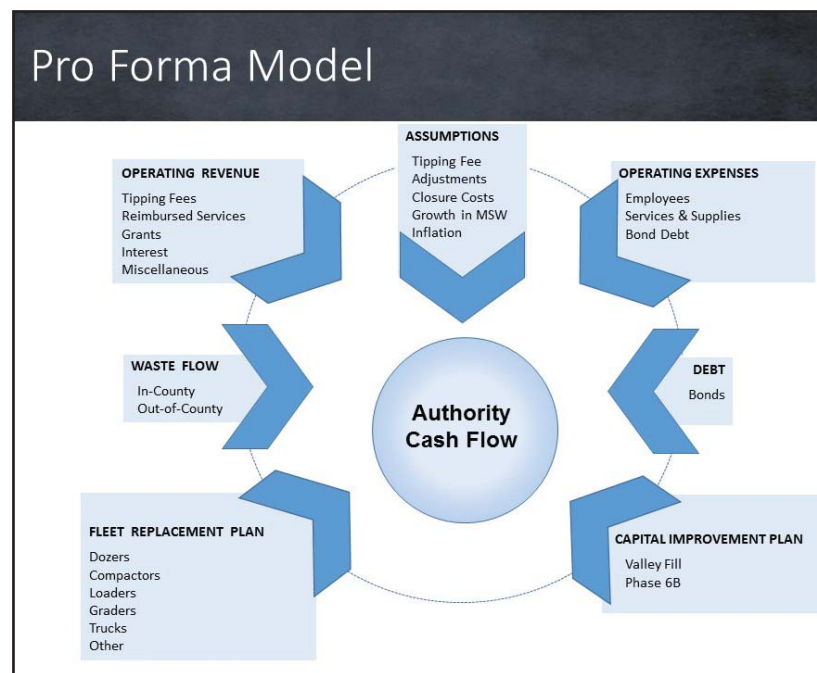 Pro Forma Model
ASSUMPTIONS
Tipping Fee
Adjustments
Closure Costs
Growth in MSW
Inflation
OPERATING REVENUE
Tipping Fees
Reimbursed Services
Grants
Interest
Miscellaneous
OPERATING EXPENSES
Employees
Services & Supplies
Bond Debt
WASTE FLOW
In-County
Out-of-County
Authority
Cash Flow
DEBT
Bonds
FLEET REPLACEMENT PLAN
Dozers
Compactors
Loaders
Graders
Trucks
Other
CAPITAL IMPROVEMENT PLAN
Valley Fill
Phase 6B